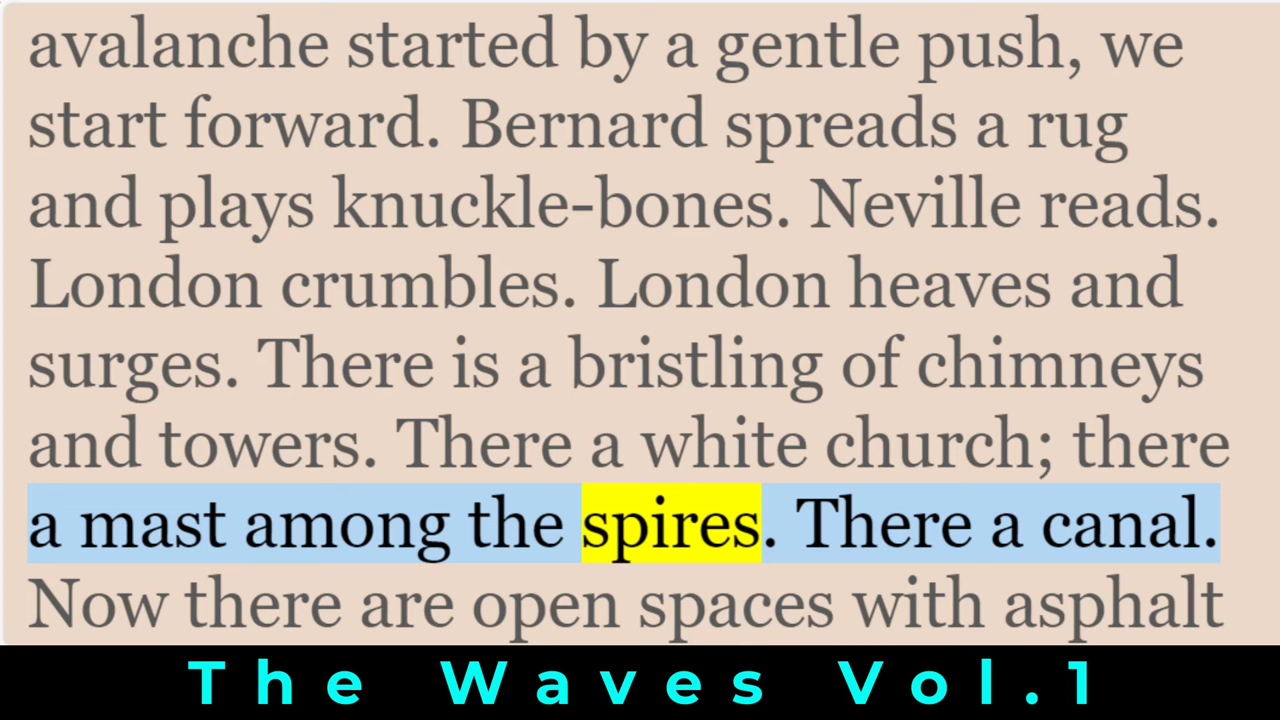 avalanche started by a gentle push, we
start forward. Bernard spreads a rug
and plays knuckle-bones. Neville reads.
London crumbles. London heaves and
surges. There is a bristling of chimneys
and towers. There a white church; there
a mast among the spires. There a canal.
Now there are open spaces with asphalt
The Waves Vol.1